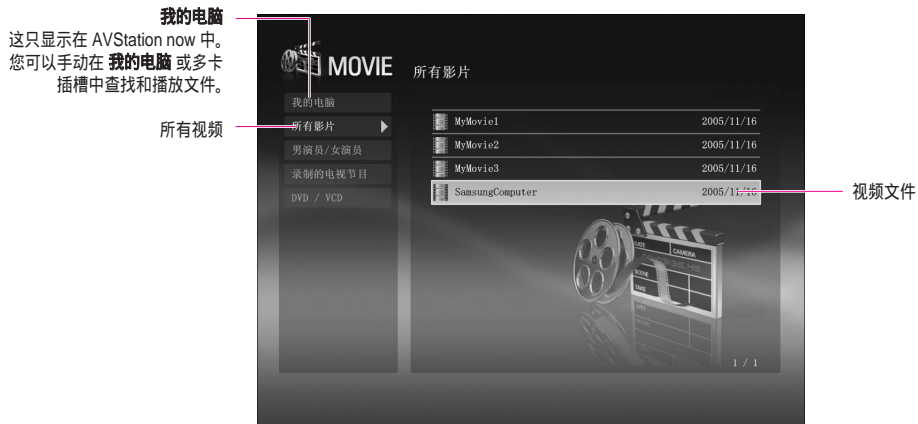 我的电脑
这只显示在 AVStation now 中。
您可以手动在 我的电脑 或多卡
插槽中查找和播放文件。
所有视频
MOVIE
所有影片
我的电脑
所有影片
男演员/女演员
录制的电视节目
DVD / VCD
MyMovie1 2005/11/16
MyMovie2 2005/11/16
MyMovie3 2005/11/16
SamsungComputer 2005/11/16
视频文件
GATE CAMERA
SCENE
TAKE
1 / 1